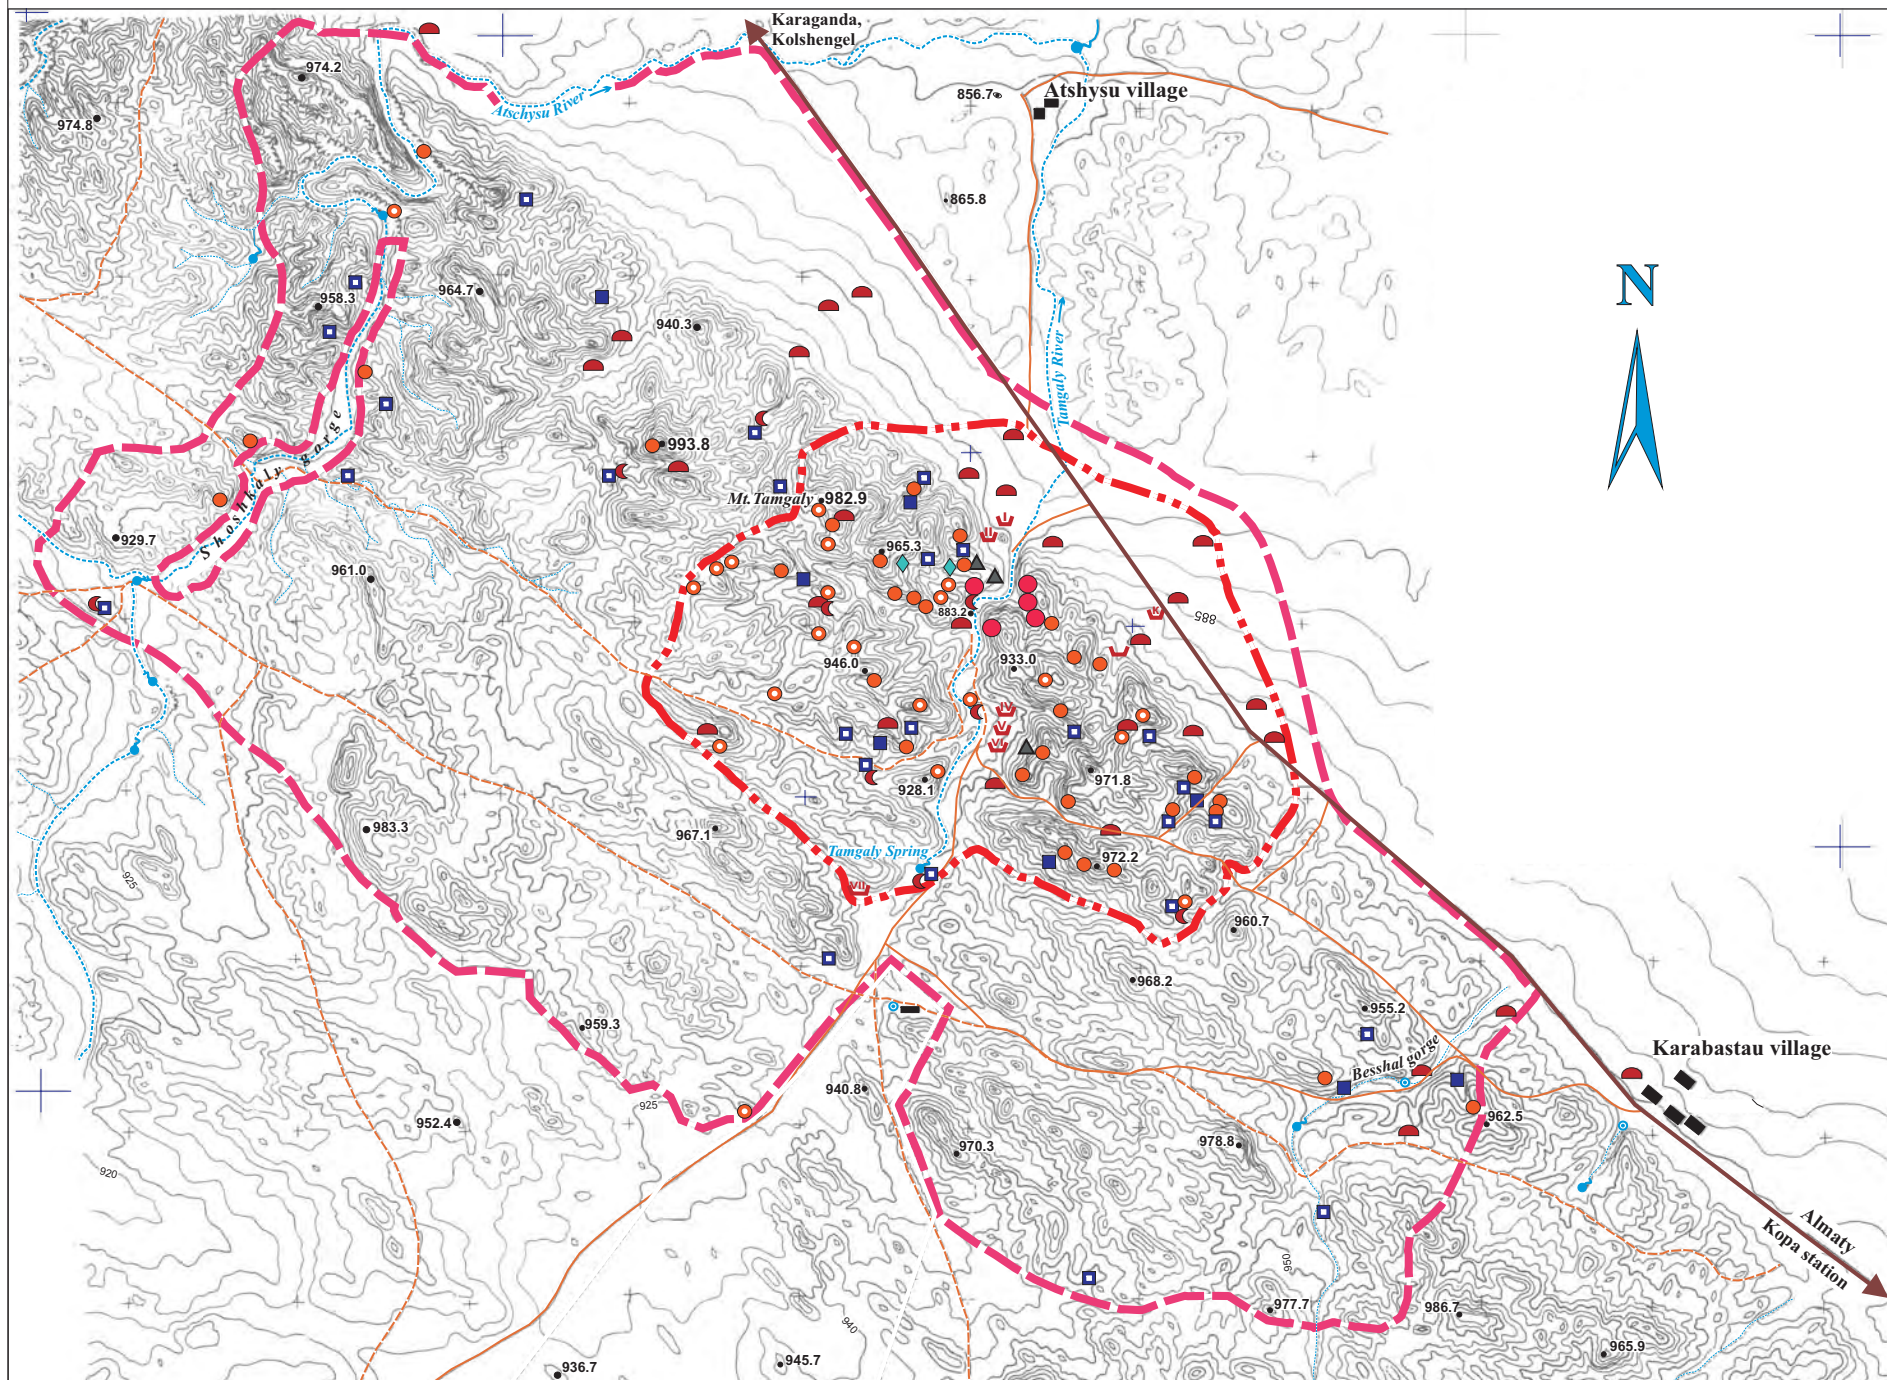 Karaganda,
Kolshengel
974.2
974.8
Atschysu River
856.7
Atshysu village
865.8
N
958.3
964.7
940.3
Tamgaly River
Shoshkaly gorge
993.8
Mt. Tamgaly
982.9
I
II
929.7
965.3
961.0
883.2
K
885
933.0
946.0
IV
V
VI
971.8
928.1
983.3
967.1
Tamgaly Spring
972.2
925
VII
960.7
968.2
955.2
959.3
Besshal gorge
Karabastau village
940.8
925
952.4
962.5
970.3
978.8
920
Almaty
Kopa station
950
977.7
986.7
940
945.7
965.9
936.7